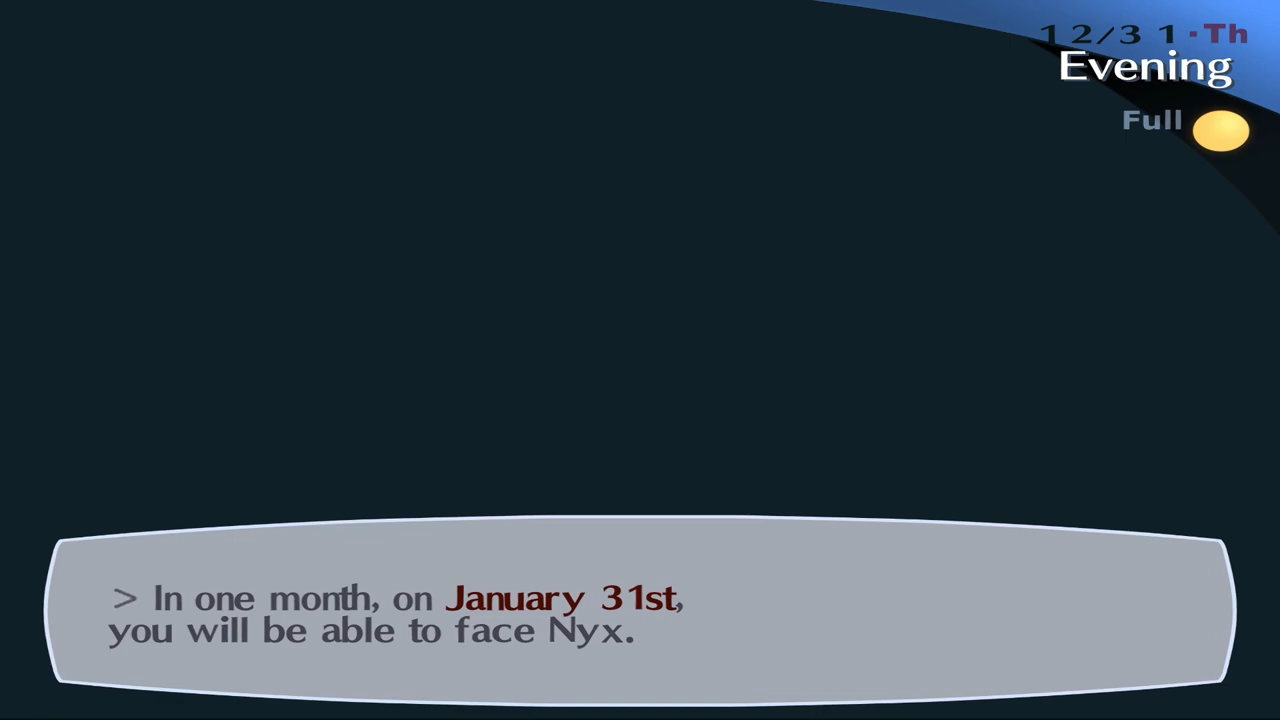 12/31·Th
Evening
Full
> In one month, on January 31st,
you will be able to face Nyx.